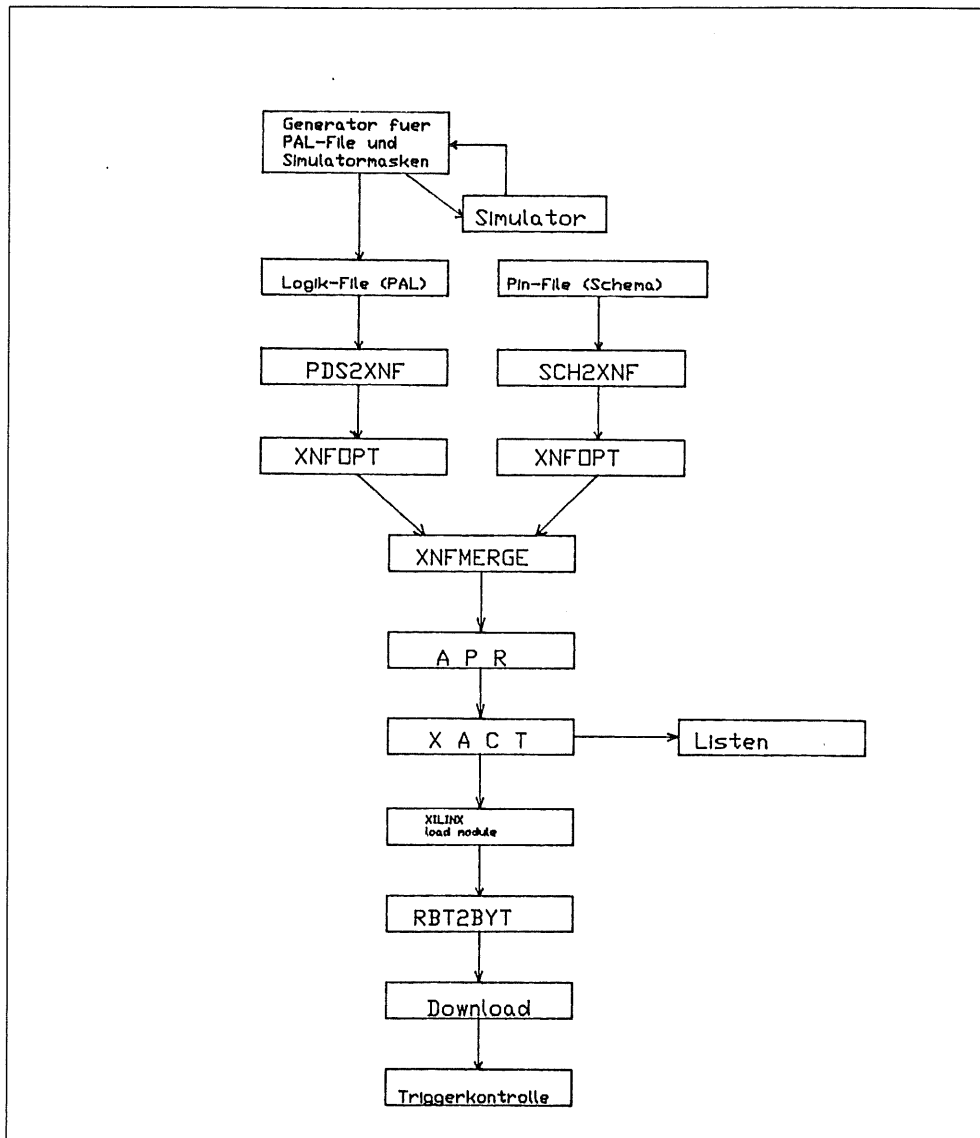 Generator fuer
PAL-File und
Simulatormasken
Simulator
Logik-File (PAL)
Pin-File (Schema)
PDS2XNF
SCH2XNF
XNFOPT
XNFOPT
XNFMERGE
A P R
X A C T
Listen
XILINX
load module
RBT2BYT
Download
Triggerkontrolle